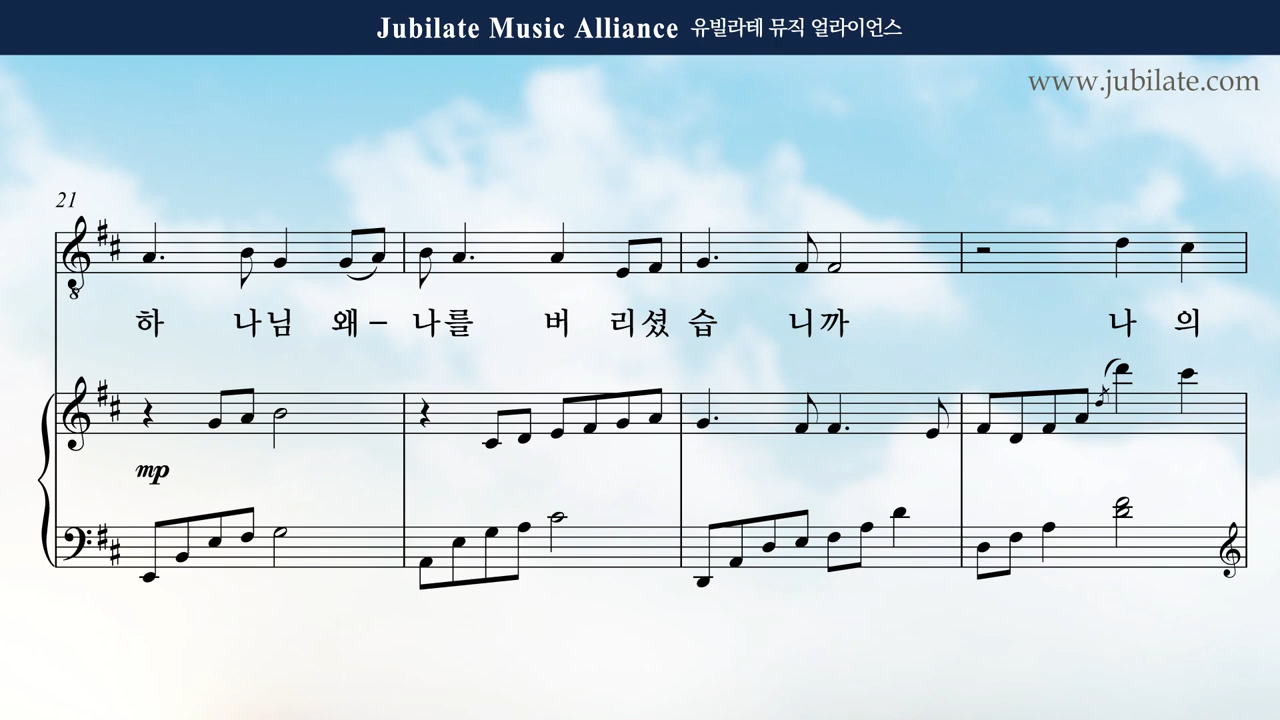 Jubilate Music Alliance 유빌라테 뮤직 얼라이언스
www.jubilate.com
21
8
하 나님 왜 – 나를 버 리셨 습 니까 나 의
mp